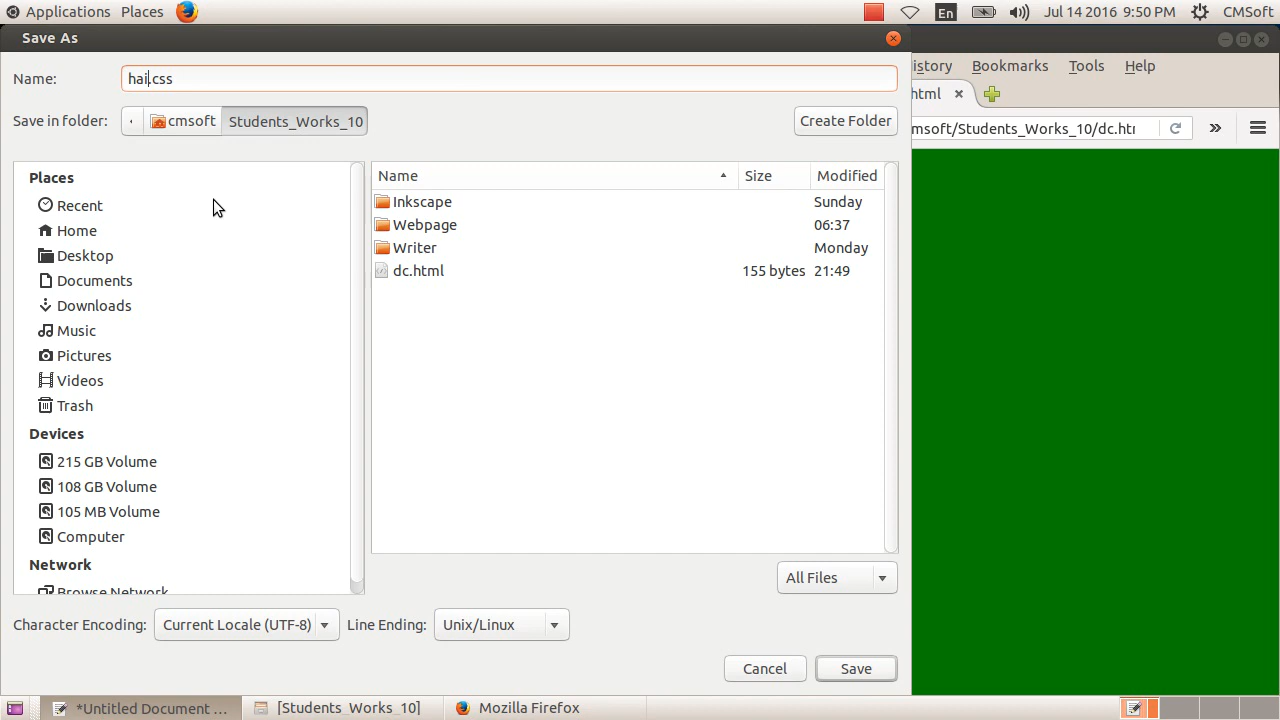 Applications Places En Jul 14 2016 9:50 PM CMSoft
Save As
Name: hai.css
Save in folder: cmsoft Students_Works_10 Create Folder
Places
Recent
Home
Desktop
Documents
Downloads
Music
Pictures
Videos
Trash
Devices
215 GB Volume
108 GB Volume
105 MB Volume
Computer
Network
Browse Network
Name Size Modified
Inkscape Sunday
Webpage 06:37
Writer Monday
dc.html 155 bytes 21:49
All Files
Character Encoding: Current Locale (UTF-8) Line Ending: Unix/Linux
Cancel Save
istory Bookmarks Tools Help
html
msoft/Students_Works_10/dc.htm
*Untitled Document ... [Students_Works_10] Mozilla Firefox